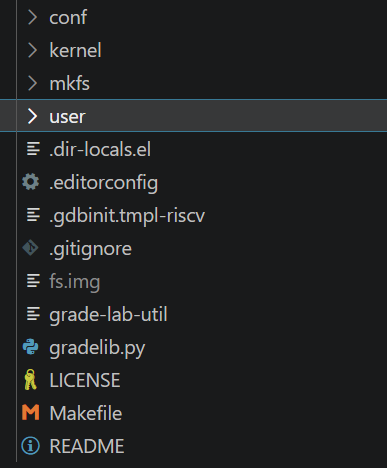 conf
kernel
mkfs
user
.dir-locals.el
.editorconfig
.gdbinit.tmpl-riscv
.gitignore
fs.img
grade-lab-util
gradelib.py
LICENSE
Makefile
README